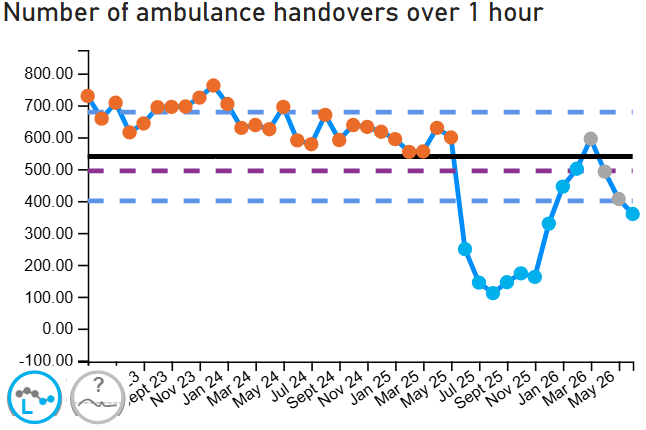 Number of ambulance handovers over 1 hour
800.00
700.00
600.00
500.00
400.00
300.00
200.00
100.00
0.00
-100.00
Nov 23
Jan 24
Mar 24
May 24
Jul 24
Sept 24
Nov 24
Jan 25
Mar 25
May 25
Jul 25
Sept 25
Nov 25
Jan 26
Mar 26
May 26
L
?